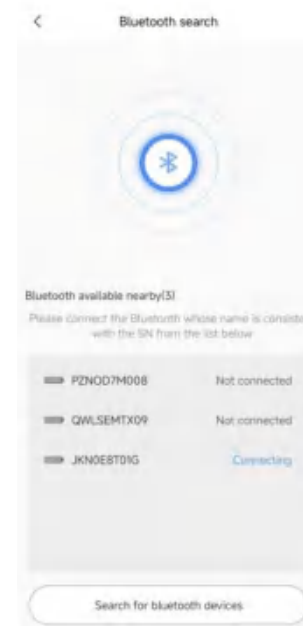 Bluetooth search
Bluetooth available nearby(3)
Please connect the Bluetooth whose name is consiste
with the SN from the list below
PZNOD7M008 Not connected
QWLSEMTX09 Not connected
JKN0E8T01G Connecting
Search for bluetooth devices